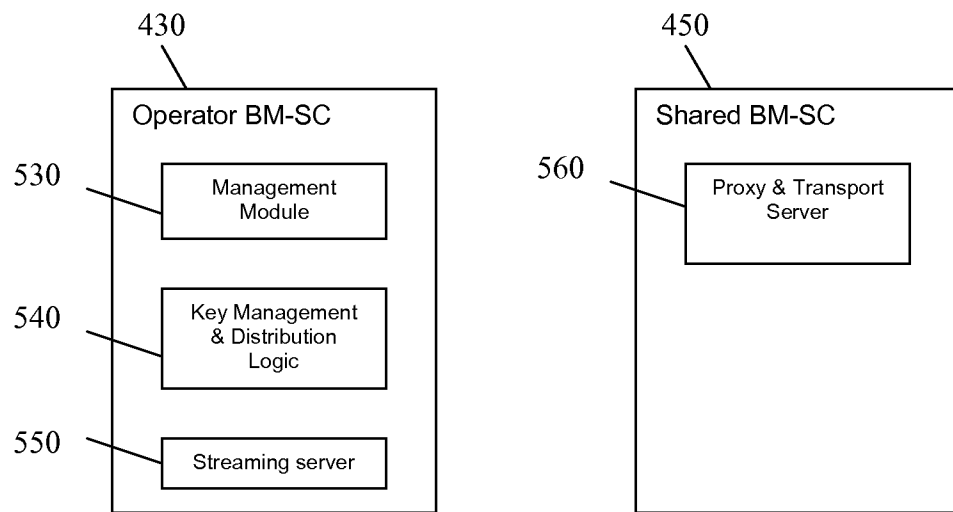 430
450
Operator BM-SC
Shared BM-SC
530
Management
Module
560
Proxy & Transport
Server
540
Key Management
& Distribution
Logic
550
Streaming server